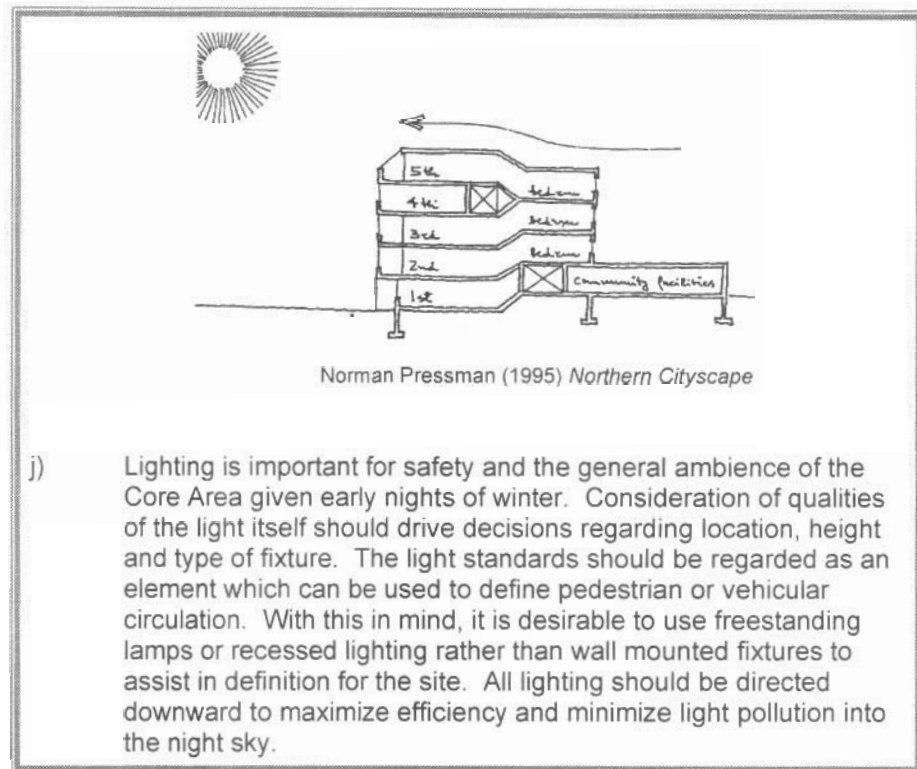 5th
4th
bedroom
3rd
bedroom
2nd
bedroom
1st
community facilities
Norman Pressman (1995) Northern Cityscape
j) Lighting is important for safety and the general ambience of the
Core Area given early nights of winter. Consideration of qualities
of the light itself should drive decisions regarding location, height
and type of fixture. The light standards should be regarded as an
element which can be used to define pedestrian or vehicular
circulation. With this in mind, it is desirable to use freestanding
lamps or recessed lighting rather than wall mounted fixtures to
assist in definition for the site. All lighting should be directed
downward to maximize efficiency and minimize light pollution into
the night sky.